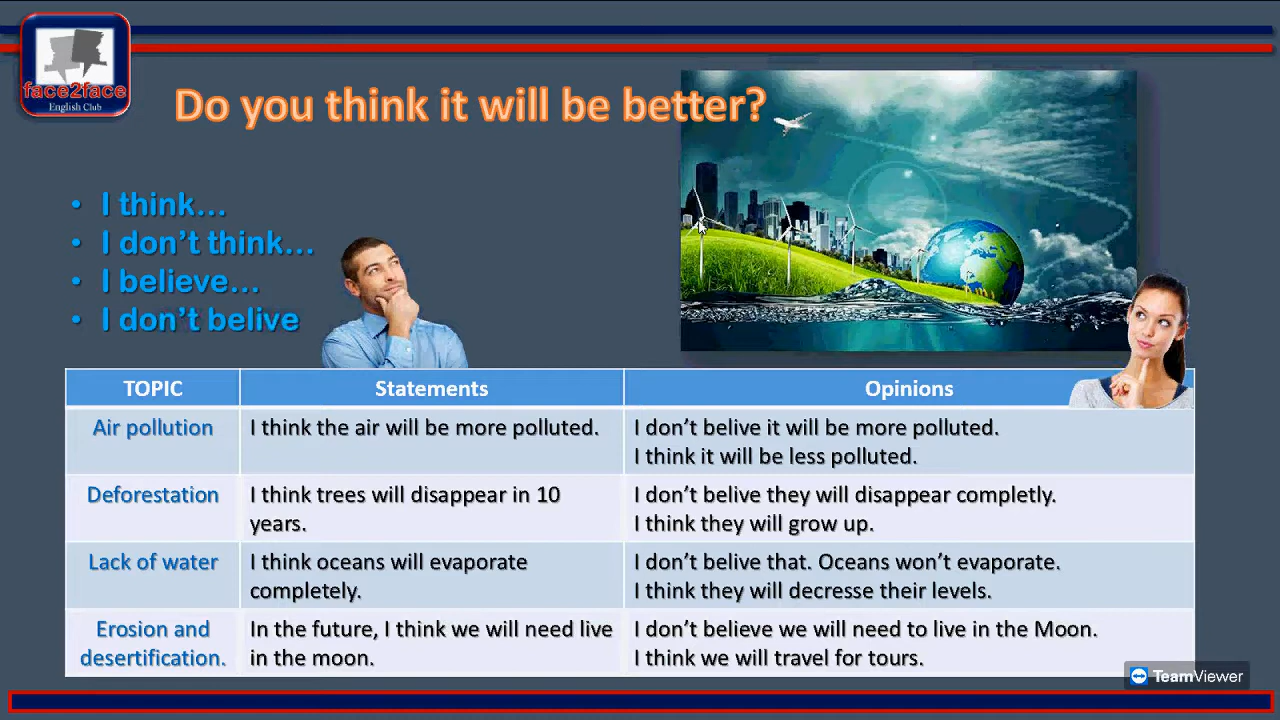 face2face
English Club
Do you think it will be better?
• I think...
• I don't think...
• I believe...
• I don't belive
TOPIC
Statements
Opinions
Air pollution
I think the air will be more polluted.
I don't belive it will be more polluted.
I think it will be less polluted.
Deforestation
I think trees will disappear in 10
years.
I don't belive they will disappear completly.
I think they will grow up.
Lack of water
I think oceans will evaporate
completely.
I don't belive that. Oceans won't evaporate.
I think they will decresse their levels.
Erosion and
desertification.
In the future, I think we will need live
in the moon.
I don't believe we will need to live in the Moon.
I think we will travel for tours.
TeamViewer